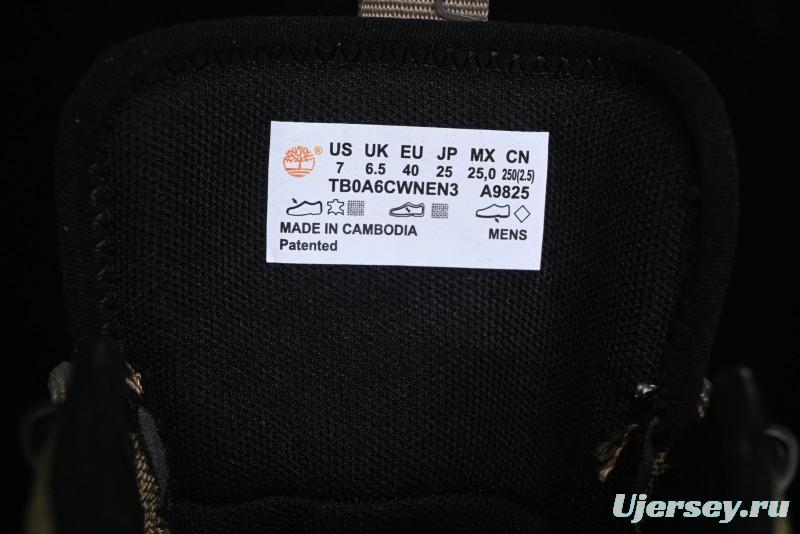 US UK EU JP MX CN
7 6.5 40 25 25,0 250(2.5)
TB0A6CWNEN3 A9825
MADE IN CAMBODIA MENS
Patented
Ujersey.ru